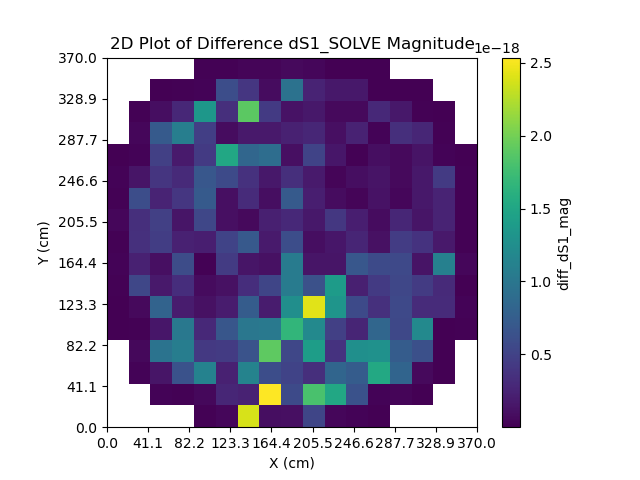 2D Plot of Difference dS1_SOLVE Magnitude
1e−18
370.0
328.9
287.7
246.6
205.5
164.4
123.3
82.2
41.1
0.0
Y (cm)
0.0 41.1 82.2 123.3 164.4 205.5 246.6 287.7 328.9 370.0
X (cm)
2.5
2.0
1.5
1.0
0.5
diff_dS1_mag